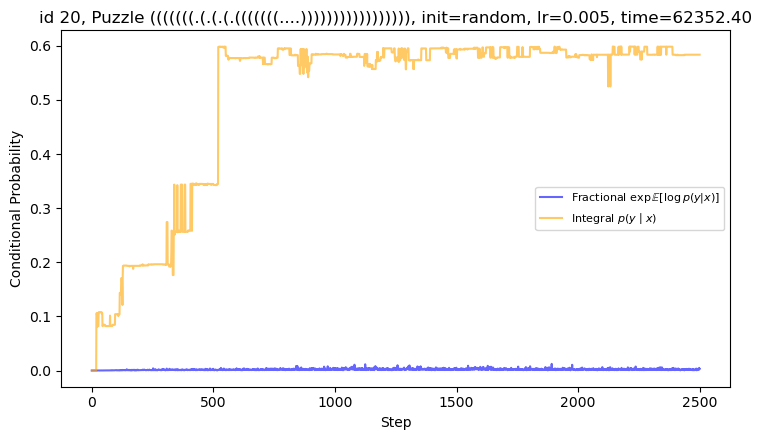 id 20, Puzzle (((((((.(.(.(.(((((((....))))))))))))))))), init=random, lr=0.005, time=62352.40
0.6
0.5
0.4
0.3
0.2
0.1
0.0
Conditional Probability
Fractional exp𝔼[log p(y|x)]
Integral p(y | x)
0 500 1000 1500 2000 2500
Step